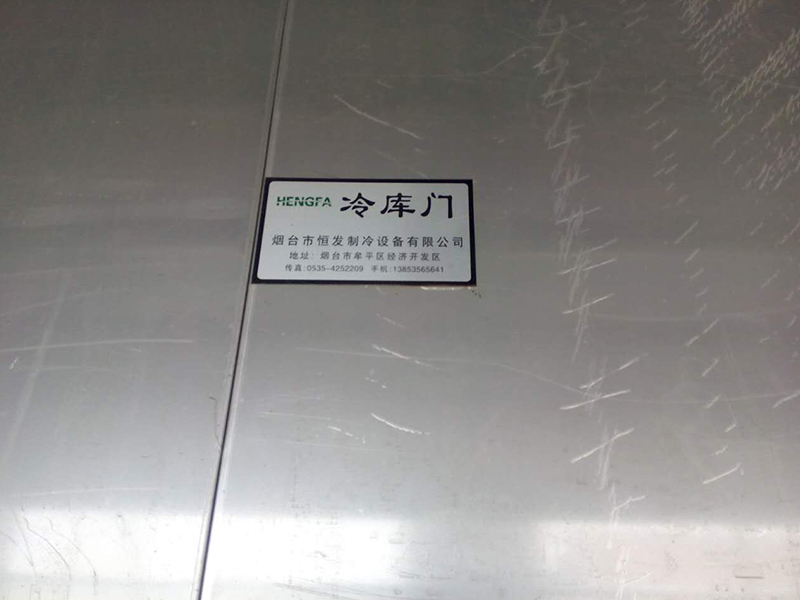 HENGFA 冷库门
烟台市恒发制冷设备有限公司
地址: 烟台市牟平区经济开发区
传真:0535-4252209 手机:13853565641